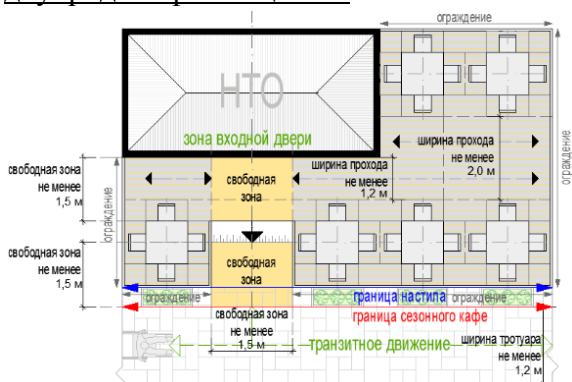 ограждение
НТО
зона входной двери
ограждение
свободная зона
не менее
1,5 м
свободная
зона
ширина прохода
не менее
1,2 м
ширина прохода
не менее
2,0 м
ограждение
свободная зона
не менее
1,5 м
свободная
зона
ограждение
граница настила
ограждение
граница сезонного кафе
свободная зона
не менее
1,5 м
транзитное движение
ширина тротуара
не менее
1,2 м